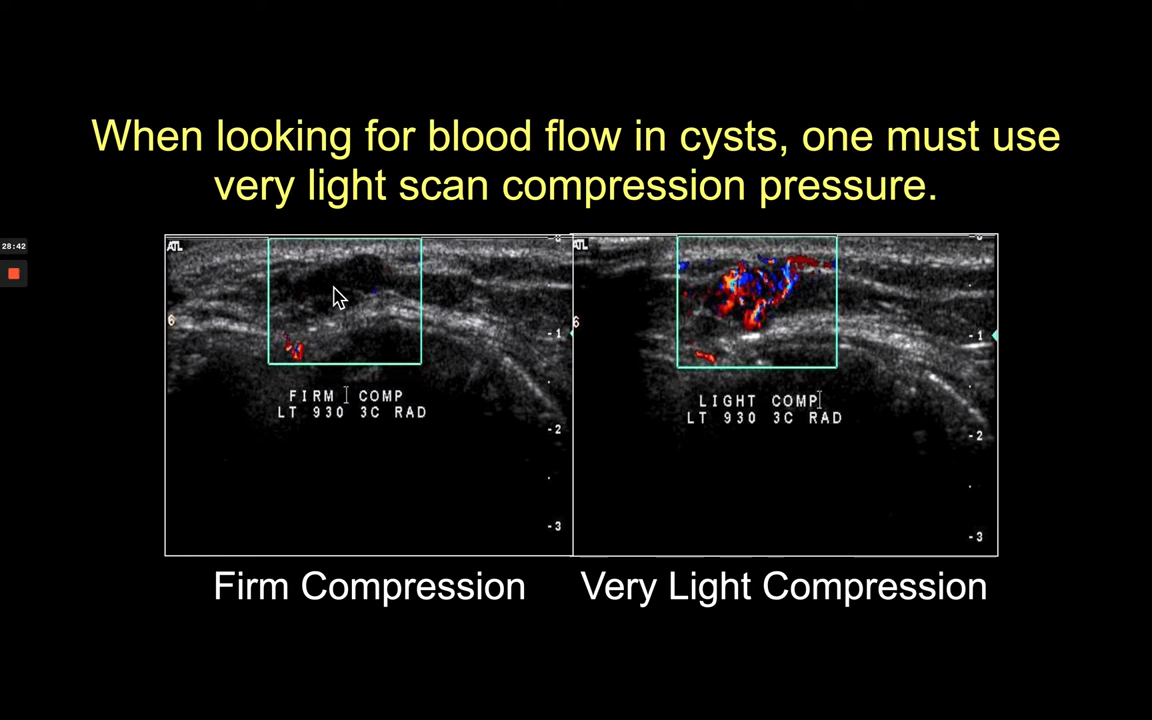 When looking for blood flow in cysts, one must use
very light scan compression pressure.
28:42
ATL
ATL
6
6
-1
-1
FIRM COMP
LT 930 3C RAD
LIGHT COMP
LT 930 3C RAD
-2
-2
-3
-3
Firm Compression
Very Light Compression